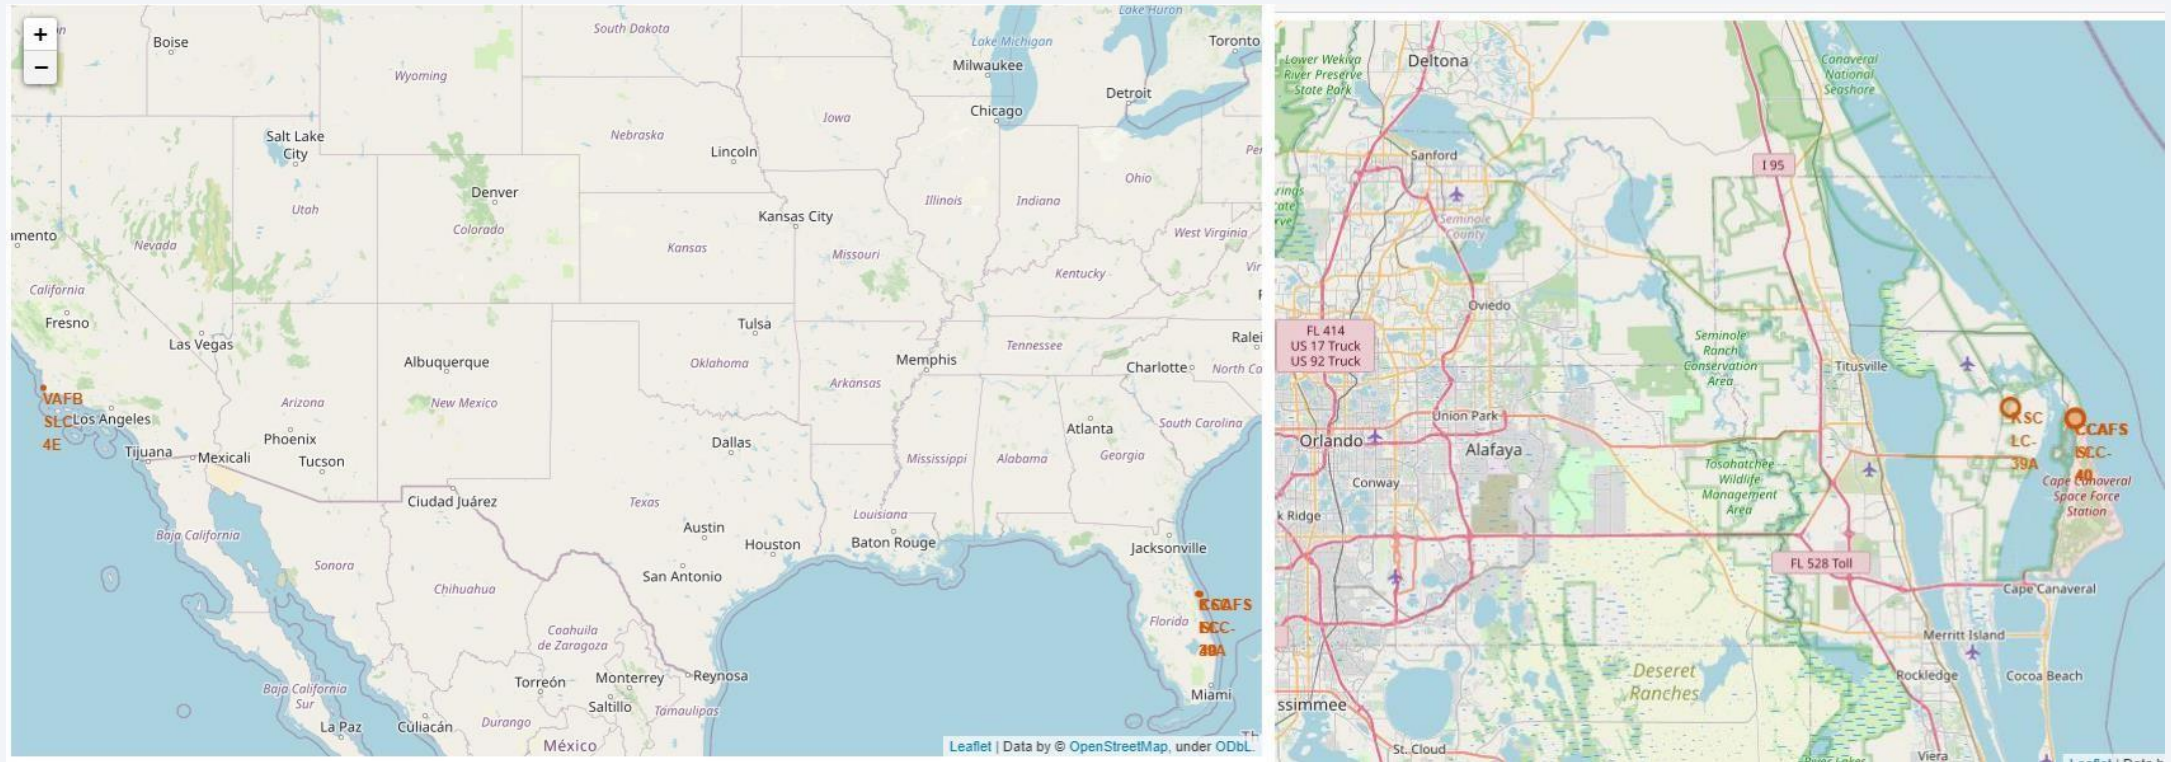 +
−
Boise
South Dakota
Lake Huron
Toronto
Lake Michigan
Milwaukee
Wyoming
Detroit
Chicago
Iowa
Salt Lake
City
Nebraska
Lincoln
Ohio
Denver
Utah
Illinois
Indiana
Kansas City
Colorado
Nevada
Kansas
Missouri
West Virginia
Kentucky
California
Fresno
Las Vegas
Tulsa
Tennessee
Memphis
Charlotte
Albuquerque
Oklahoma
Arkansas
VAFB
SLC-
4E
Los Angeles
Arizona
New Mexico
South Carolina
Atlanta
Phoenix
Dallas
Tijuana
Mexicali
Tucson
Mississippi
Alabama
Georgia
Ciudad Juárez
Texas
Louisiana
Austin
Houston
Baton Rouge
Jacksonville
Baja California
Sonora
Chihuahua
San Antonio
Florida
Coahuila
de Zaragoza
Torreón
Monterrey
Reynosa
Baja California
Sur
Saltillo
Tamaulipas
Miami
La Paz
Culiacán
Durango
México
Leaflet | Data by © OpenStreetMap, under ODbL.
Lower Wekiva
River Preserve
State Park
Deltona
Canaveral
National
Seashore
Sanford
I 95
Seminole
County
Oviedo
FL 414
US 17 Truck
US 92 Truck
Seminole
Ranch
Conservation
Area
Titusville
Union Park
Orlando
Alafaya
KSC
LC-
39A
CCAFS
Tosohatchee
Wildlife
Management
Area
Conway
Cape Canaveral
Space Force
Station
k Ridge
FL 528 Toll
Cape Canaveral
Merritt Island
Deseret
Ranches
Rockledge
Cocoa Beach
ssimmee
St. Cloud
Viera